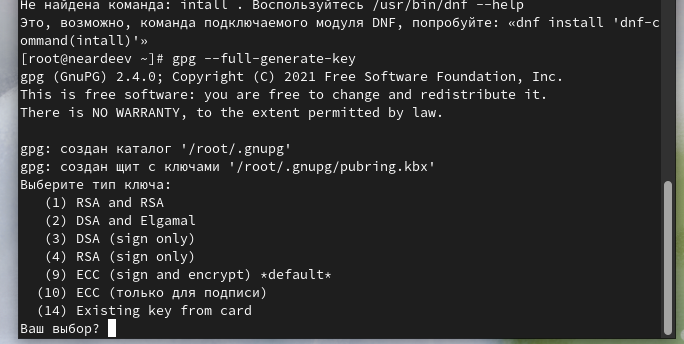 Не найдена команда: intall . Воспользуйтесь /usr/bin/dnf --help
Это, возможно, команда подключаемого модуля DNF, попробуйте: «dnf install 'dnf-c
ommand(intall)'»
[root@neardeev ~]# gpg --full-generate-key
gpg (GnuPG) 2.4.0; Copyright (C) 2021 Free Software Foundation, Inc.
This is free software: you are free to change and redistribute it.
There is NO WARRANTY, to the extent permitted by law.

gpg: создан каталог '/root/.gnupg'
gpg: создан щит с ключами '/root/.gnupg/pubring.kbx'
Выберите тип ключа:
   (1) RSA and RSA
   (2) DSA and Elgamal
   (3) DSA (sign only)
   (4) RSA (sign only)
   (9) ECC (sign and encrypt) *default*
  (10) ECC (только для подписи)
  (14) Existing key from card
Ваш выбор?